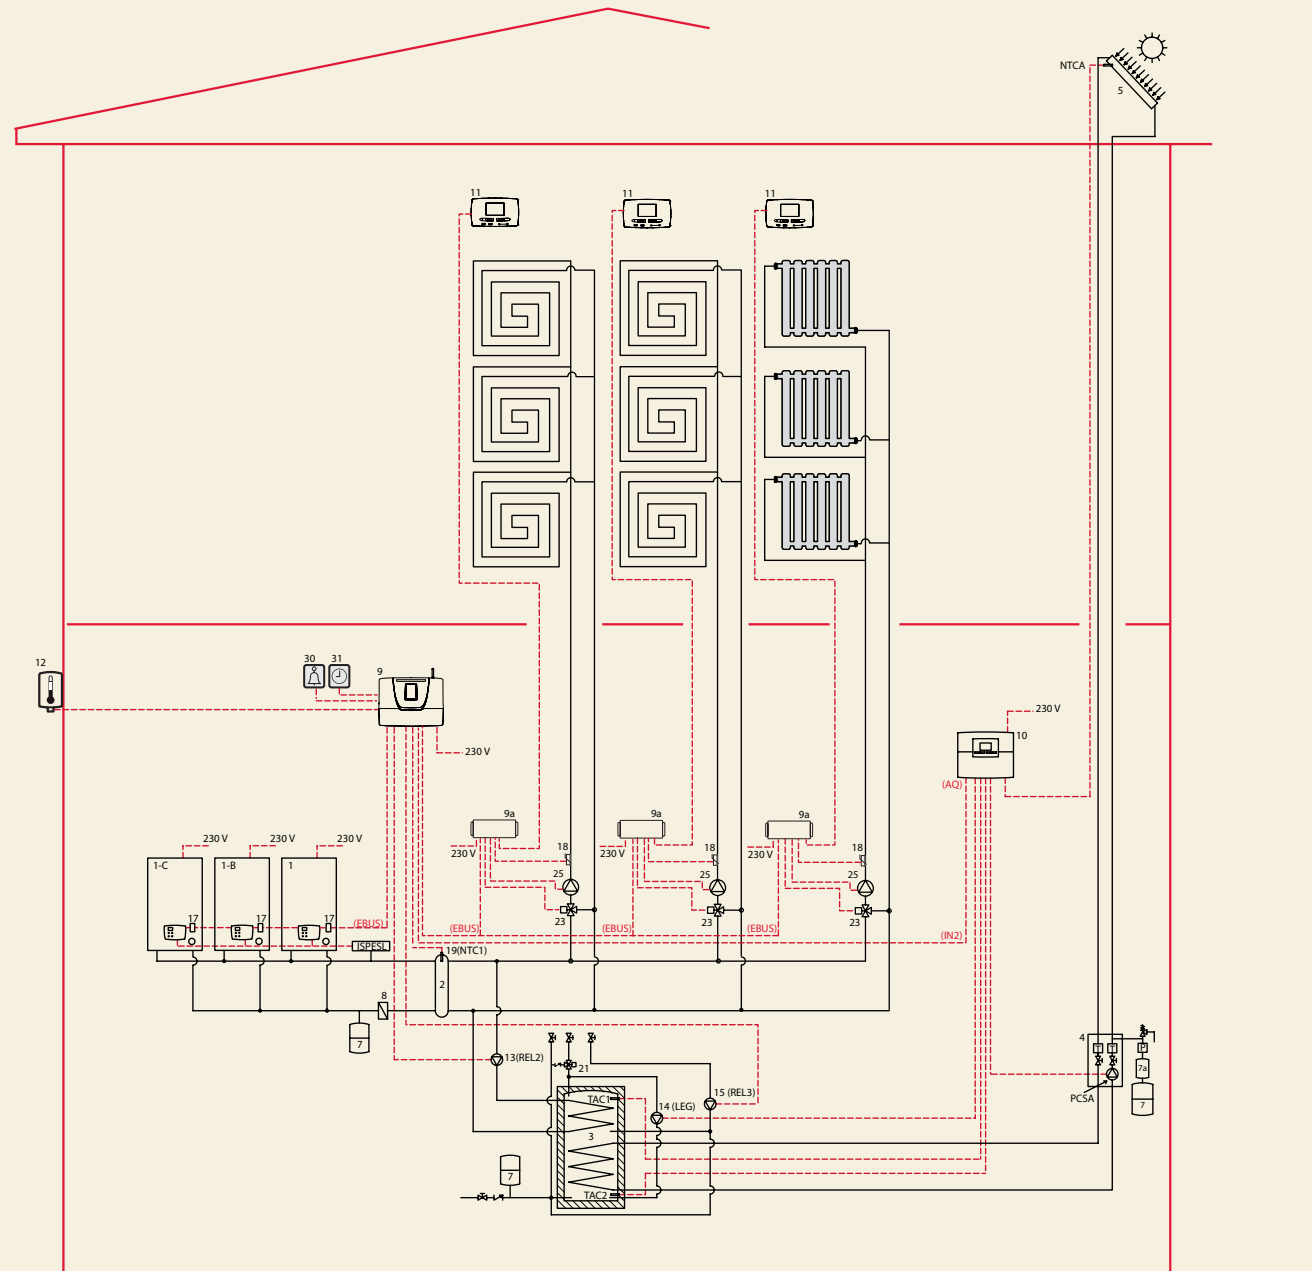 NTCA
5
11
11
11
12
30
31
9
230 V
10
230 V
(AQ)
9a
9a
9a
230 V
230 V
230 V
18
18
18
230 V
230 V
230 V
1-C
1-B
1
25
25
25
17
17
17
(EBUS)
23
23
23
(EBUS)
(EBUS)
(EBUS)
(IN2)
ISPESL
19(NTC1)
2
8
7
13(REL2)
21
4
P
7a
7
PCSA
TAC1
14 (LEG)
15 (REL3)
3
7
TAC2